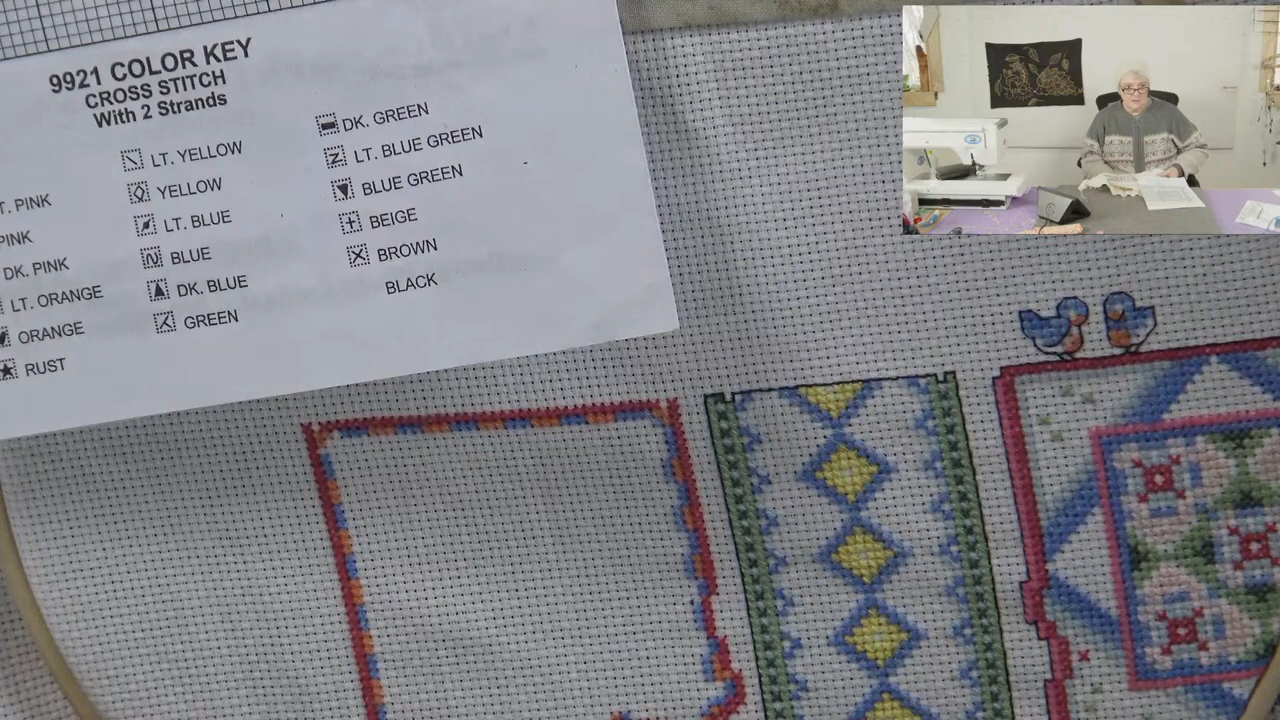 9921 COLOR KEY
CROSS STITCH
With 2 Strands
T. PINK
PINK
DK. PINK
LT. ORANGE
ORANGE
RUST
LT. YELLOW
YELLOW
LT. BLUE
BLUE
DK. BLUE
GREEN
DK. GREEN
LT. BLUE GREEN
BLUE GREEN
BEIGE
BROWN
BLACK